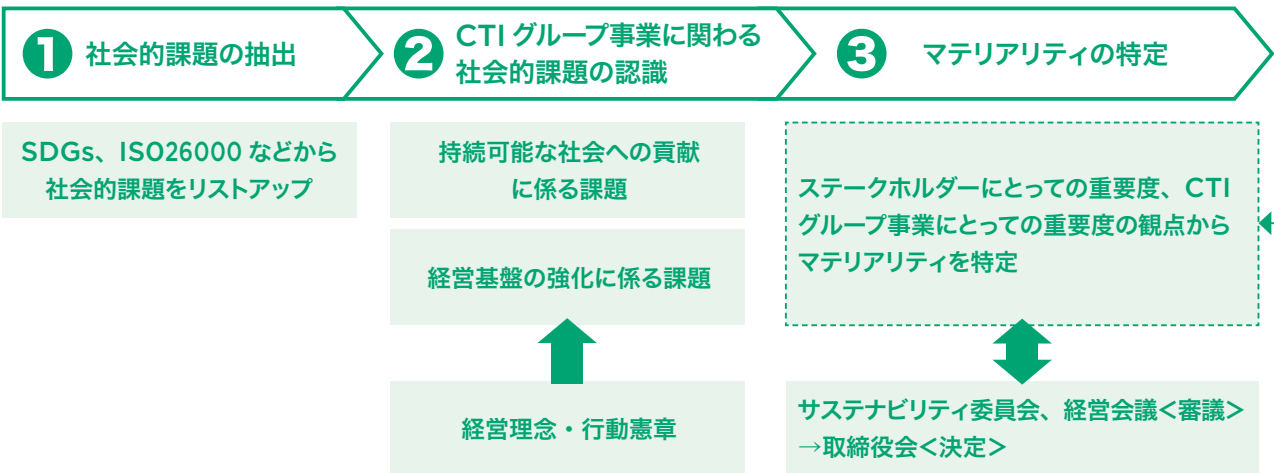 1 社会的課題の抽出
2 CTI グループ事業に関わる
社会的課題の認識
3 マテリアリティの特定
SDGs、ISO26000 などから
社会的課題をリストアップ
持続可能な社会への貢献
に係る課題
経営基盤の強化に係る課題
経営理念・行動憲章
ステークホルダーにとっての重要度、CTI
グループ事業にとっての重要度の観点から
マテリアリティを特定
サステナビリティ委員会、経営会議<審議>
→取締役会<決定>